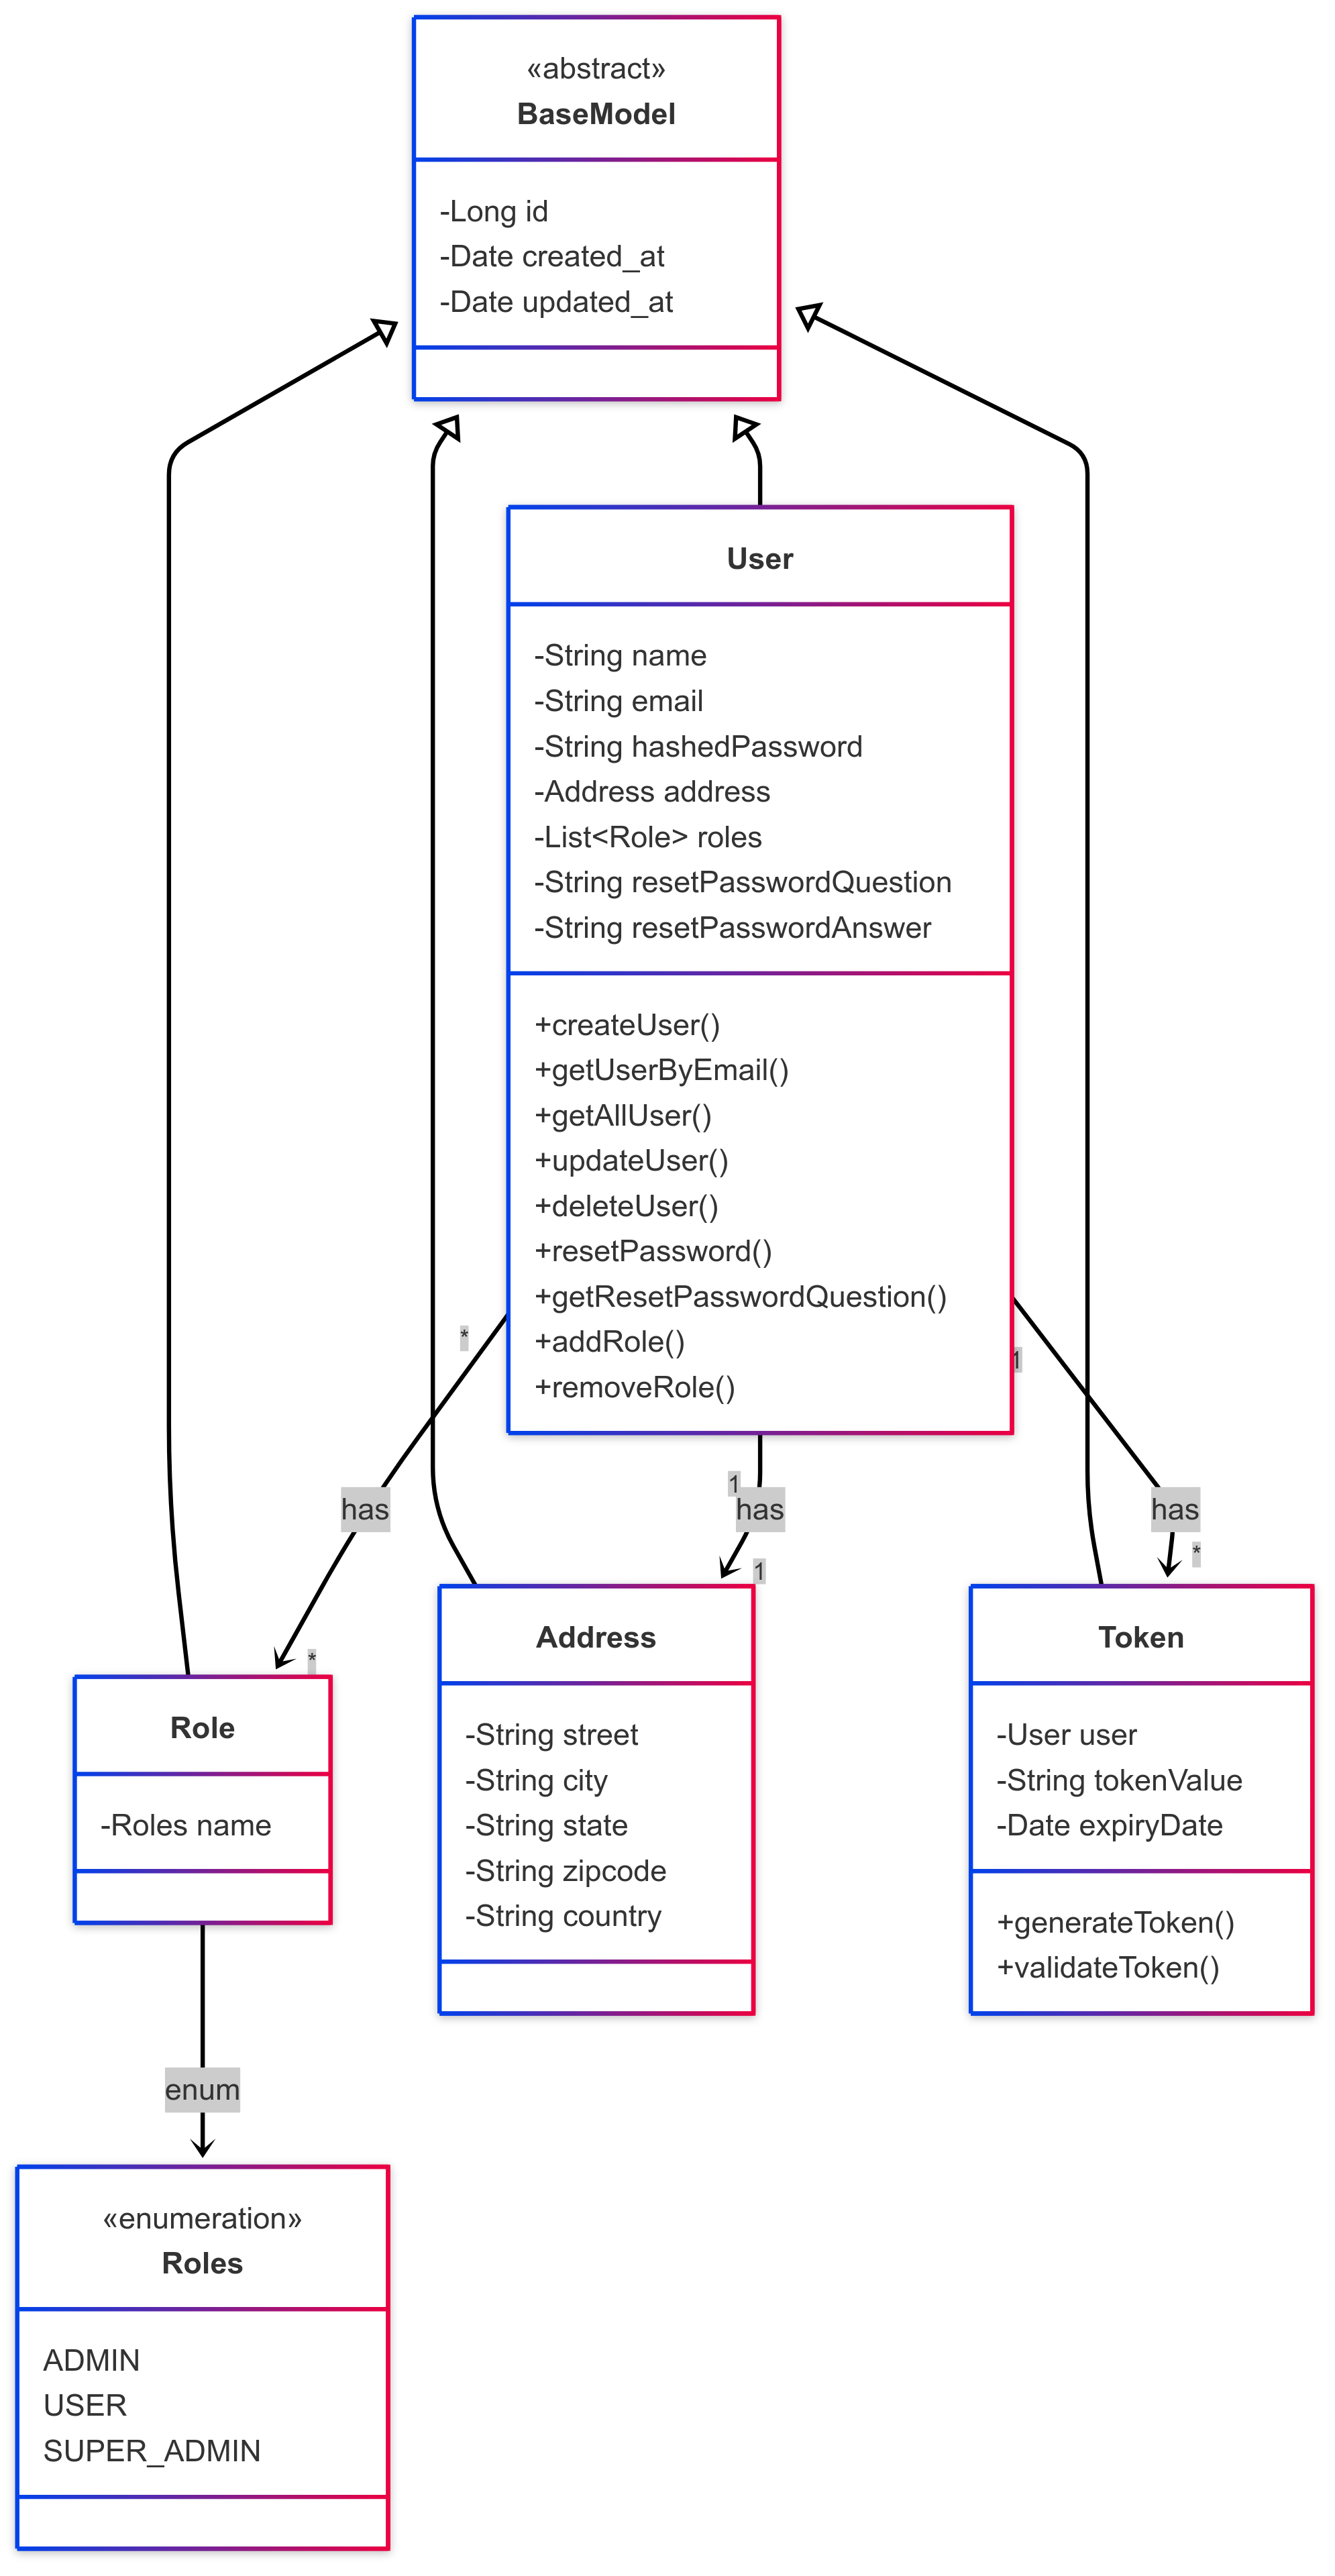 «abstract»
BaseModel
-Long id
-Date created_at
-Date updated_at
User
-String name
-String email
-String hashedPassword
-Address address
-List<Role> roles
-String resetPasswordQuestion
-String resetPasswordAnswer
+createUser()
+getUserByEmail()
+getAllUser()
+updateUser()
+deleteUser()
+resetPassword()
+getResetPasswordQuestion()
+addRole()
+removeRole()
*
1
has
1
has
1
has
*
*
Role
-Roles name
Address
-String street
-String city
-String state
-String zipcode
-String country
Token
-User user
-String tokenValue
-Date expiryDate
+generateToken()
+validateToken()
enum
«enumeration»
Roles
ADMIN
USER
SUPER_ADMIN